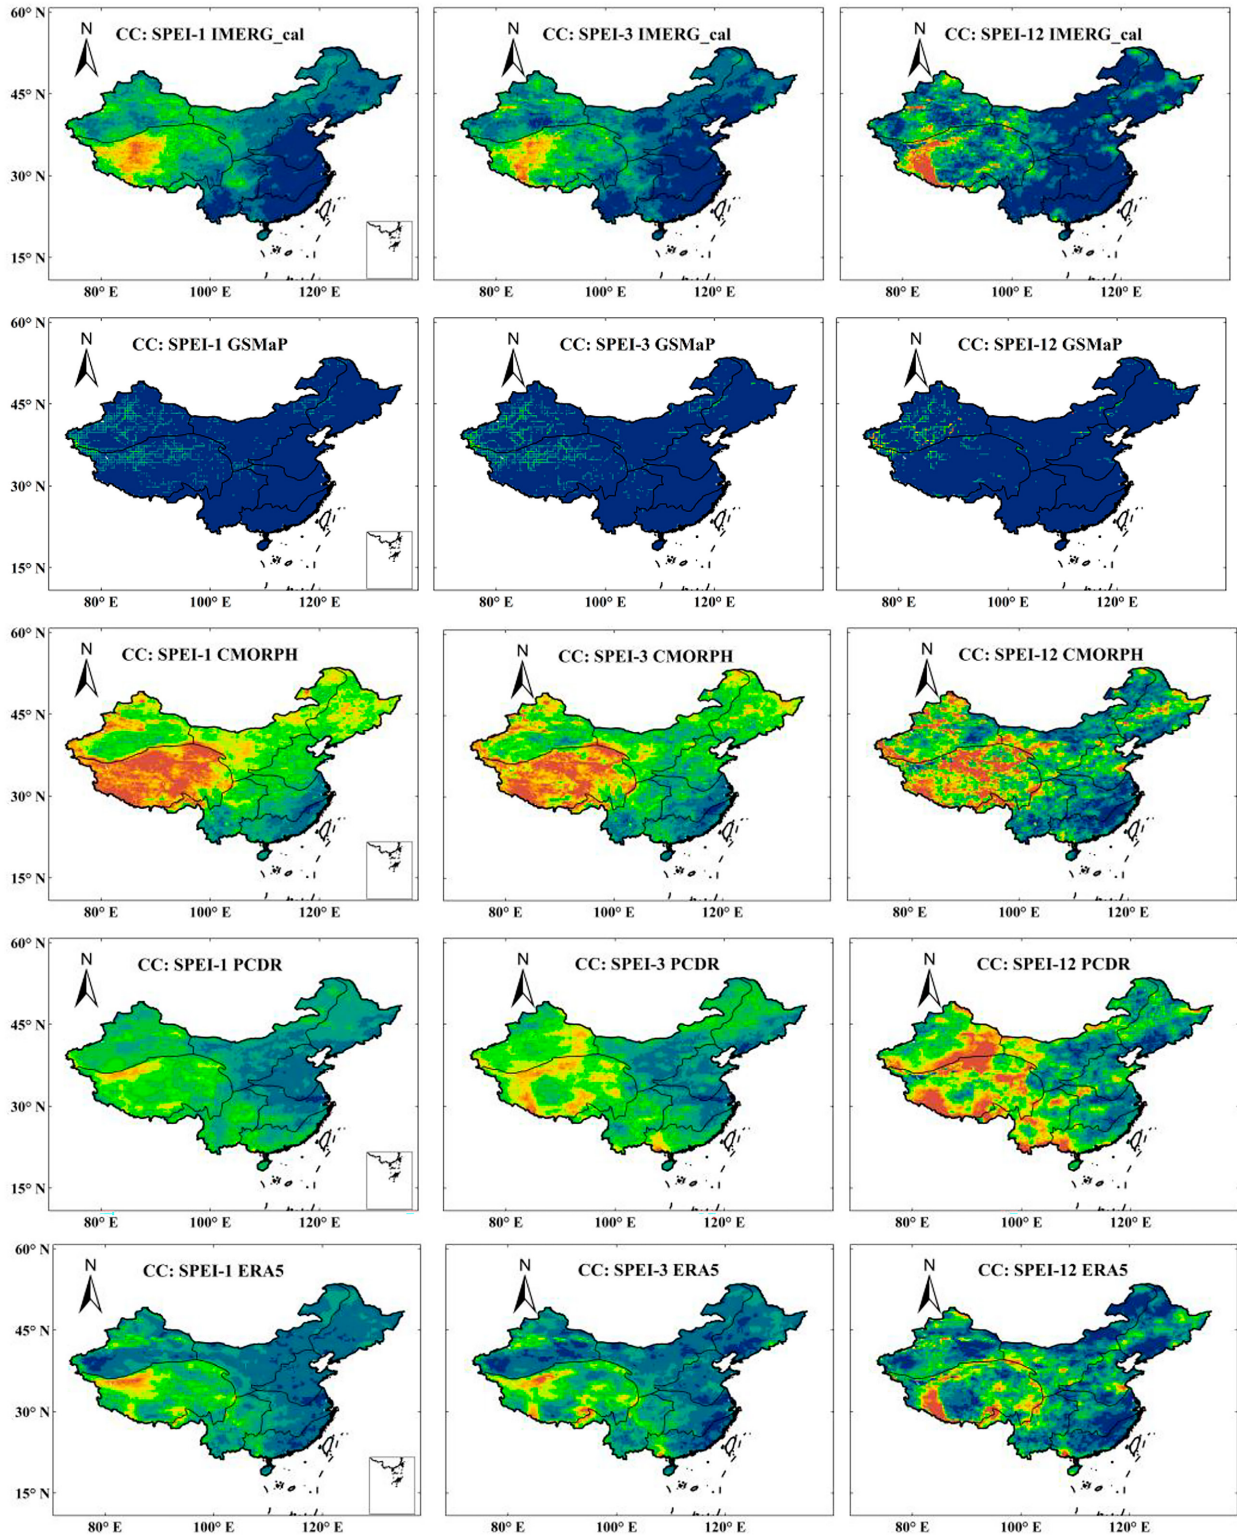 60° N
N
CC: SPEI-1 IMERG_cal
N
CC: SPEI-3 IMERG_cal
N
CC: SPEI-12 IMERG_cal
45° N
30° N
15° N
80° E 100° E 120° E
80° E 100° E 120° E
80° E 100° E 120° E
60° N
N
CC: SPEI-1 GSMaP
N
CC: SPEI-3 GSMaP
N
CC: SPEI-12 GSMaP
45° N
30° N
15° N
80° E 100° E 120° E
80° E 100° E 120° E
80° E 100° E 120° E
60° N
N
CC: SPEI-1 CMORPH
N
CC: SPEI-3 CMORPH
N
CC: SPEI-12 CMORPH
45° N
30° N
15° N
80° E 100° E 120° E
80° E 100° E 120° E
80° E 100° E 120° E
60° N
N
CC: SPEI-1 PCDR
N
CC: SPEI-3 PCDR
N
CC: SPEI-12 PCDR
45° N
30° N
15° N
80° E 100° E 120° E
80° E 100° E 120° E
80° E 100° E 120° E
60° N
N
CC: SPEI-1 ERA5
N
CC: SPEI-3 ERA5
N
CC: SPEI-12 ERA5
45° N
30° N
15° N
80° E 100° E 120° E
80° E 100° E 120° E
80° E 100° E 120° E